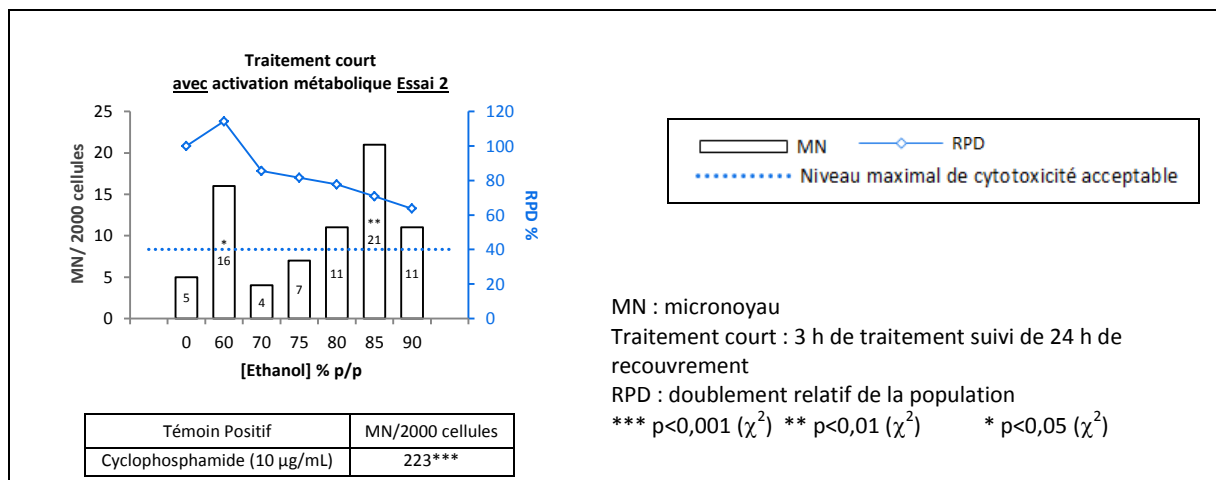 Traitement court
avec activation métabolique Essai 2
25
20
15
10
5
0
MN/ 2000 cellules
120
100
80
60
40
20
0
RPD %
*
16
**
21
5
4
7
11
11
0 60 70 75 80 85 90
[Ethanol] % p/p
Témoin Positif MN/2000 cellules
Cyclophosphamide (10 µg/mL) 223***
MN RPD
Niveau maximal de cytotoxicité acceptable
MN : micronoyau
Traitement court : 3 h de traitement suivi de 24 h de
recouvrement
RPD : doublement relatif de la population
*** p<0,001 (χ²) ** p<0,01 (χ²) * p<0,05 (χ²)